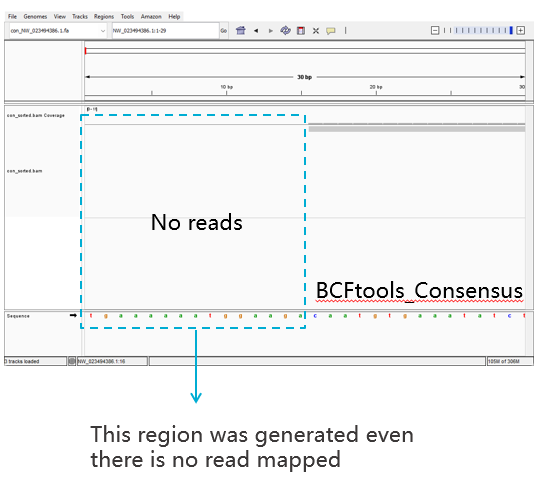 File Genomes View Tracks Regions Tools Amazon Help
con_NW_023494386.1.fa NW_023494386.1:1-29 Go
30 bp
10 bp 20 bp 30
con_sorted.bam Coverage
con_sorted.bam
No reads
BCFtools_Consensus
Sequence t g a a a a a t g g a a g a c a a t g t g a a a t a t c t
3 tracks loaded NW_023494386.1:16 105M of 306M
This region was generated even
there is no read mapped